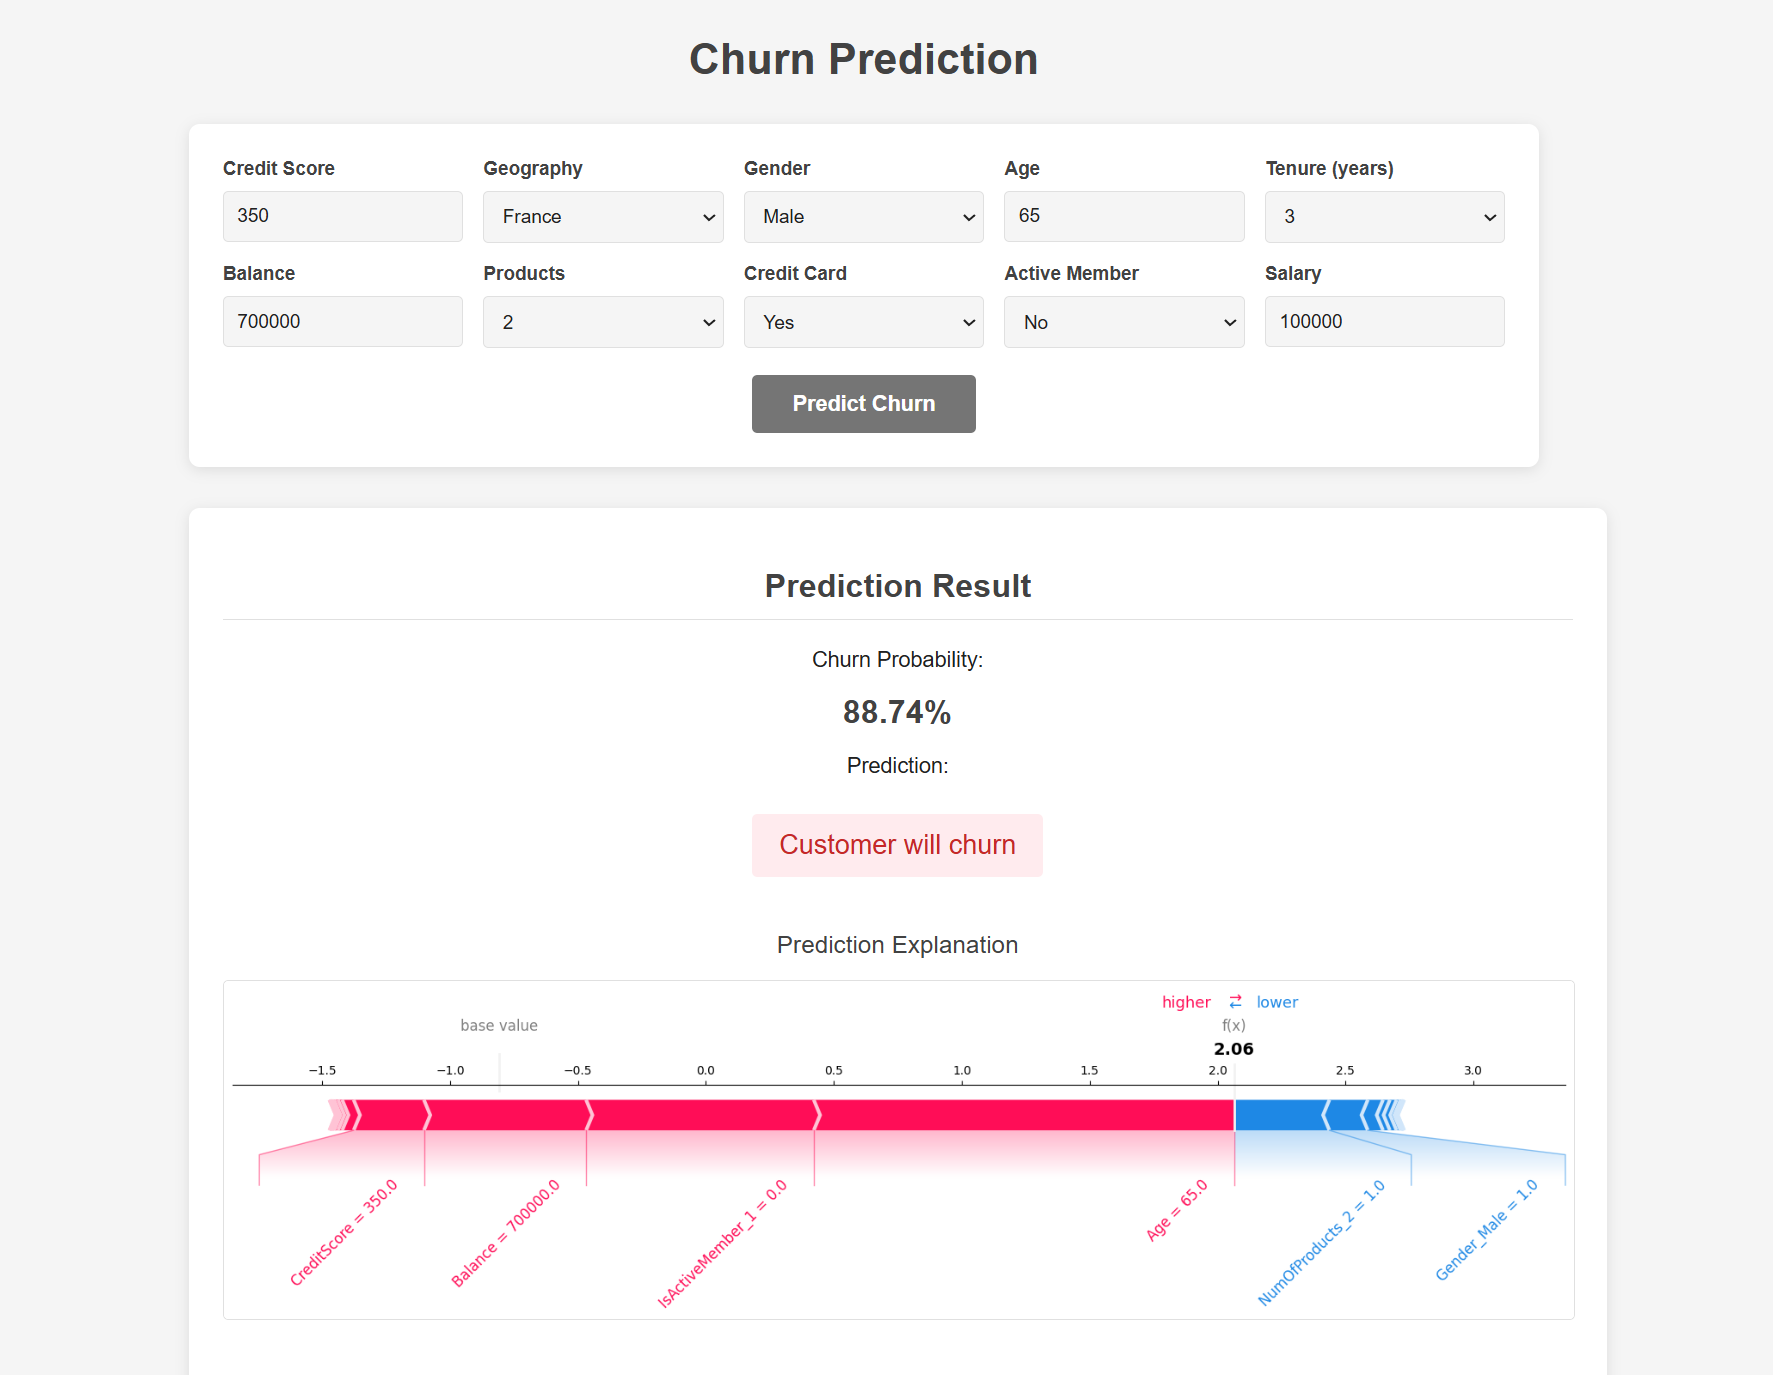 Churn Prediction
Credit Score Geography Gender Age Tenure (years)
350 France Male 65 3
Balance Products Credit Card Active Member Salary
700000 2 Yes No 100000
Predict Churn
Prediction Result
Churn Probability:
88.74%
Prediction:
Customer will churn
Prediction Explanation
higher ⇄ lower
base value f(x)
2.06
−1.5 −1.0 −0.5 0.0 0.5 1.0 1.5 2.0 2.5 3.0
CreditScore = 350.0
Balance = 700000.0
IsActiveMember_1 = 0.0
Age = 65.0
NumOfProducts_2 = 1.0
Gender_Male = 1.0